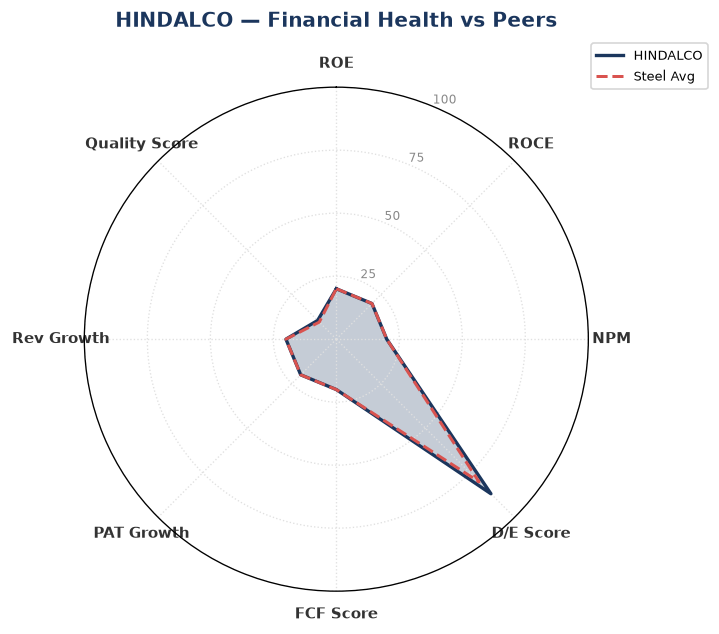 HINDALCO — Financial Health vs Peers
HINDALCO
Steel Avg
ROE
100
Quality Score
ROCE
75
50
25
Rev Growth
NPM
PAT Growth
D/E Score
FCF Score